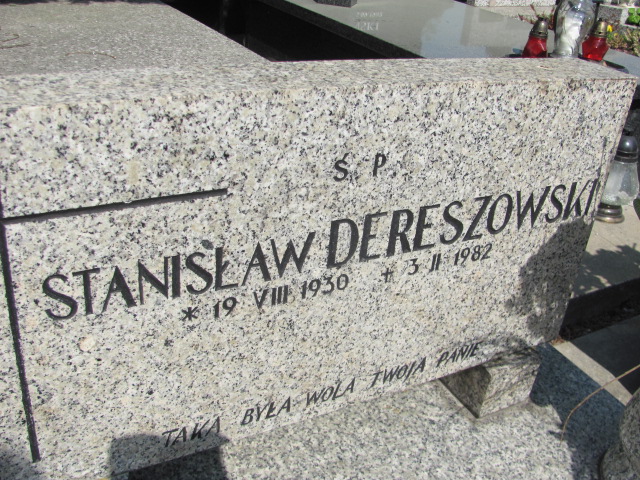 Ś. P.
STANISŁAW DERESZOWSKI
* 19 VIII 1930 + 3 II 1982
TAKA BYŁA WOLA TWOJA PANIE